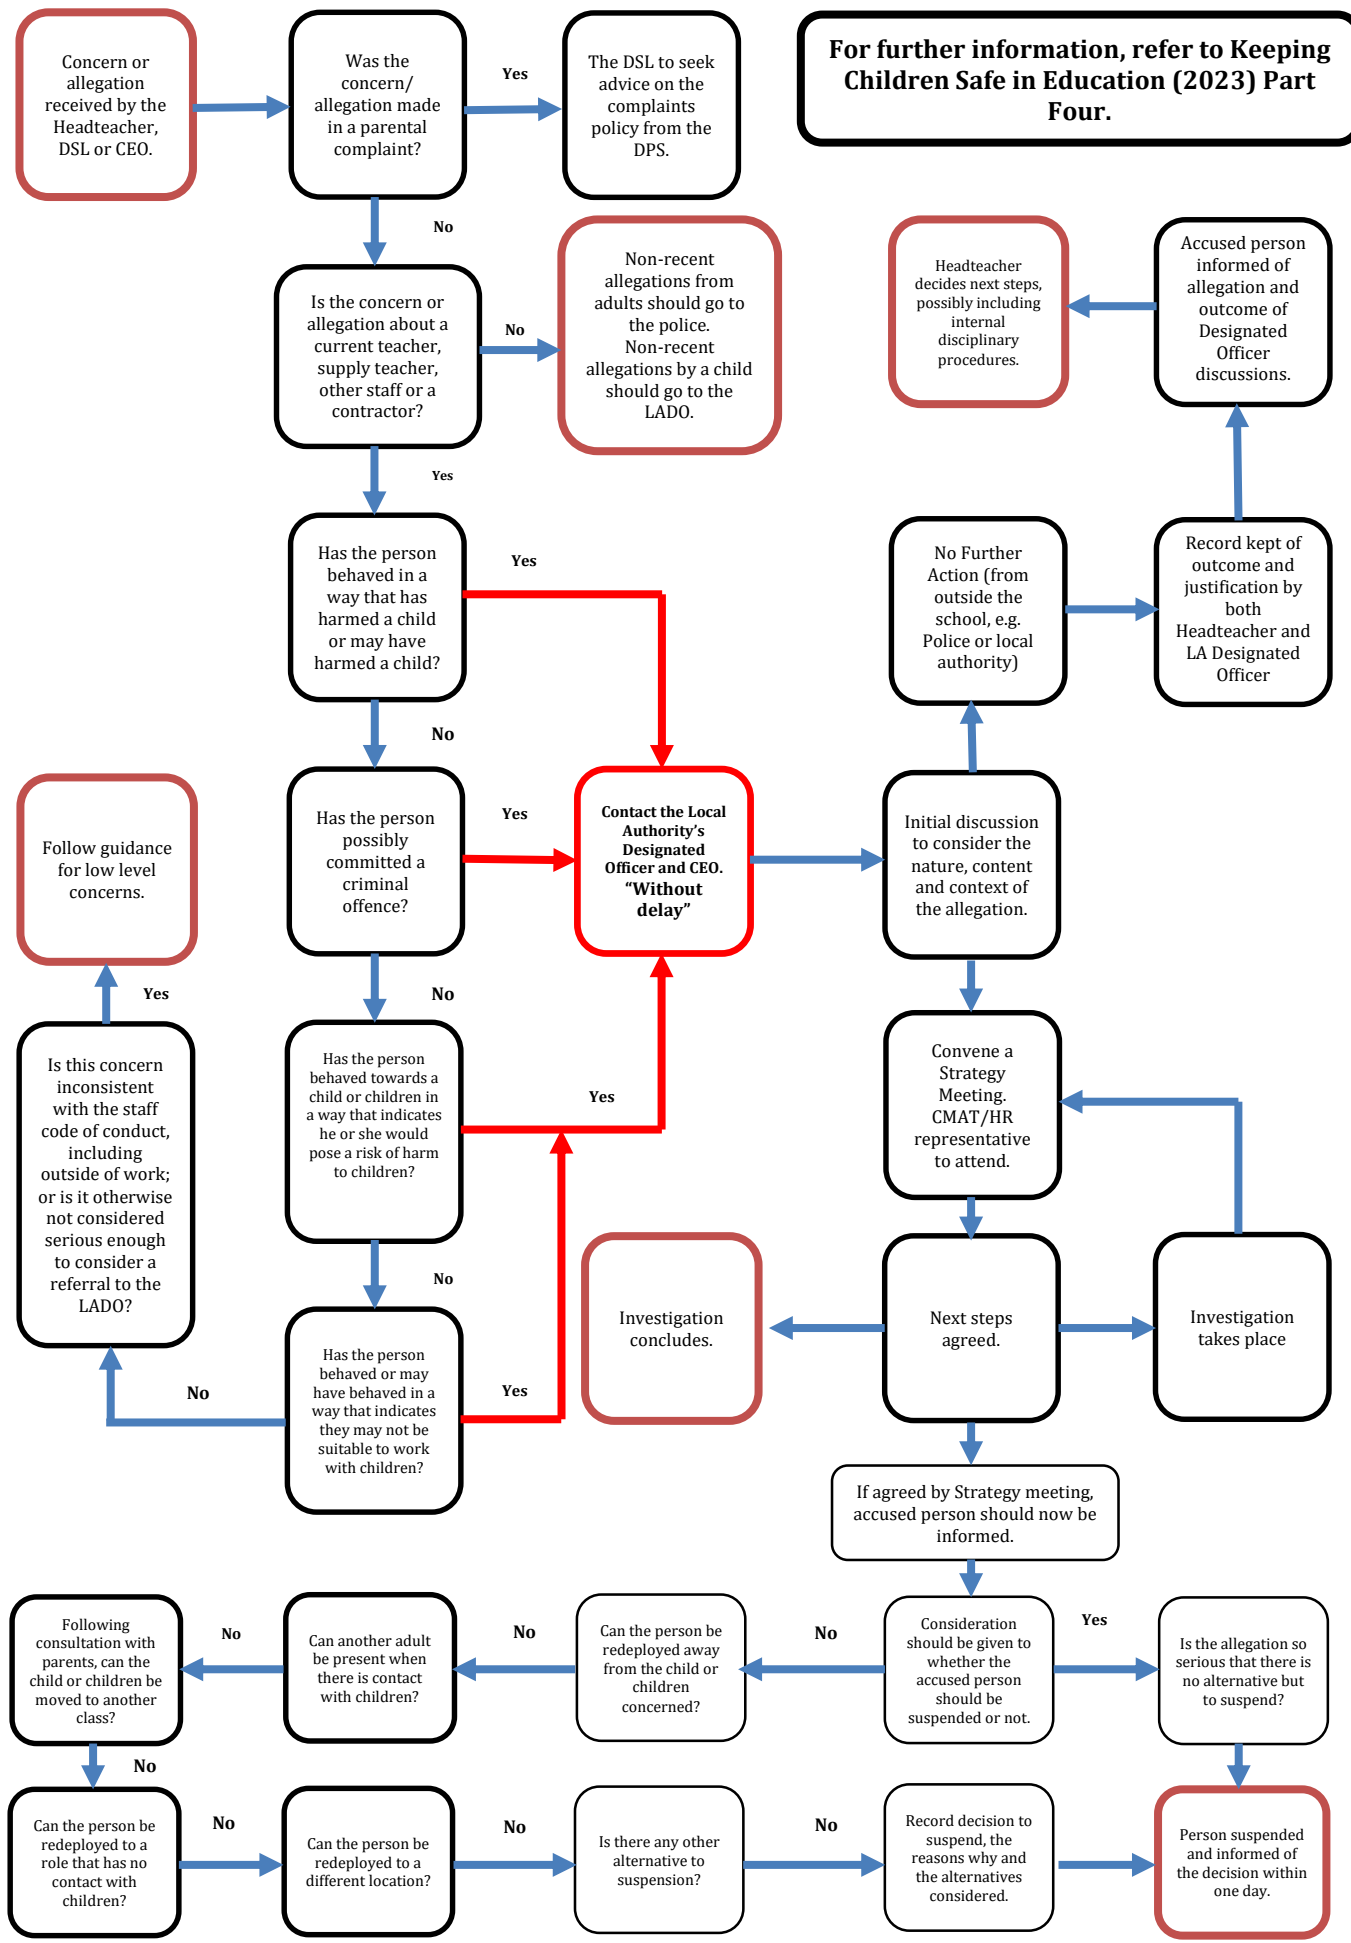 Concern or
allegation
received by the
Headteacher,
DSL or CEO.
Was the
concern/
allegation made
in a parental
complaint?
Yes
The DSL to seek
advice on the
complaints
policy from the
DPS.
For further information, refer to Keeping
Children Safe in Education (2023) Part
Four.
No
Is the concern or
allegation about a
current teacher,
supply teacher,
other staff or a
contractor?
No
Non-recent
allegations from
adults should go to
the police.
Non-recent
allegations by a child
should go to the
LADO.
Headteacher
decides next steps,
possibly including
internal
disciplinary
procedures.
Accused person
informed of
allegation and
outcome of
Designated
Officer
discussions.
Yes
Has the person
behaved in a
way that has
harmed a child
or may have
harmed a child?
Yes
No Further
Action (from
outside the
school, e.g.
Police or local
authority)
Record kept of
outcome and
justification by
both
Headteacher and
LA Designated
Officer
No
Follow guidance
for low level
concerns.
Has the person
possibly
committed a
criminal
offence?
Yes
Contact the Local
Authority’s
Designated
Officer and CEO.
“Without
delay”
Initial discussion
to consider the
nature, content
and context of
the allegation.
Yes
No
Is this concern
inconsistent
with the staff
code of conduct,
including
outside of work;
or is it otherwise
not considered
serious enough
to consider a
referral to the
LADO?
Has the person
behaved towards a
child or children in
a way that indicates
he or she would
pose a risk of harm
to children?
Yes
Convene a
Strategy
Meeting.
CMAT/HR
representative
to attend.
No
Investigation
concludes.
Next steps
agreed.
Investigation
takes place
No
Has the person
behaved or may
have behaved in a
way that indicates
they may not be
suitable to work
with children?
Yes
If agreed by Strategy meeting,
accused person should now be
informed.
Following
consultation with
parents, can the
child or children be
moved to another
class?
No
Can another adult
be present when
there is contact
with children?
No
Can the person be
redeployed away
from the child or
children
concerned?
No
Consideration
should be given to
whether the
accused person
should be
suspended or not.
Yes
Is the allegation so
serious that there is
no alternative but
to suspend?
No
Can the person be
redeployed to a
role that has no
contact with
children?
No
Can the person be
redeployed to a
different location?
No
Is there any other
alternative to
suspension?
No
Record decision to
suspend, the
reasons why and
the alternatives
considered.
Person suspended
and informed of
the decision within
one day.